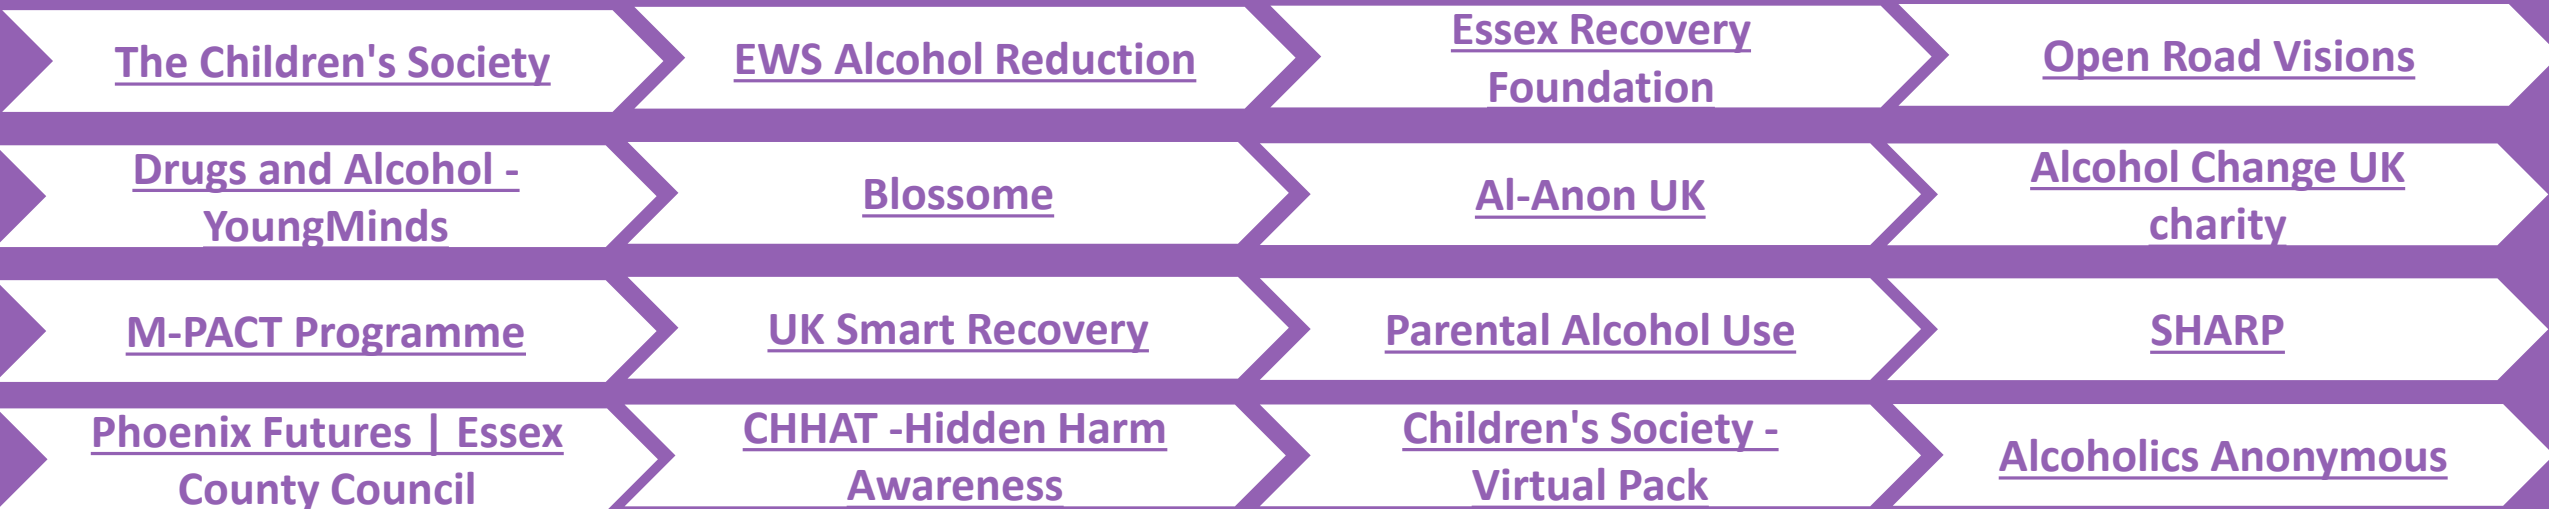 The Children's Society
EWS Alcohol Reduction
Essex Recovery
Foundation
Open Road Visions
Drugs and Alcohol -
YoungMinds
Blossome
Al-Anon UK
Alcohol Change UK
charity
M-PACT Programme
UK Smart Recovery
Parental Alcohol Use
SHARP
Phoenix Futures | Essex
County Council
CHHAT -Hidden Harm
Awareness
Children's Society -
Virtual Pack
Alcoholics Anonymous